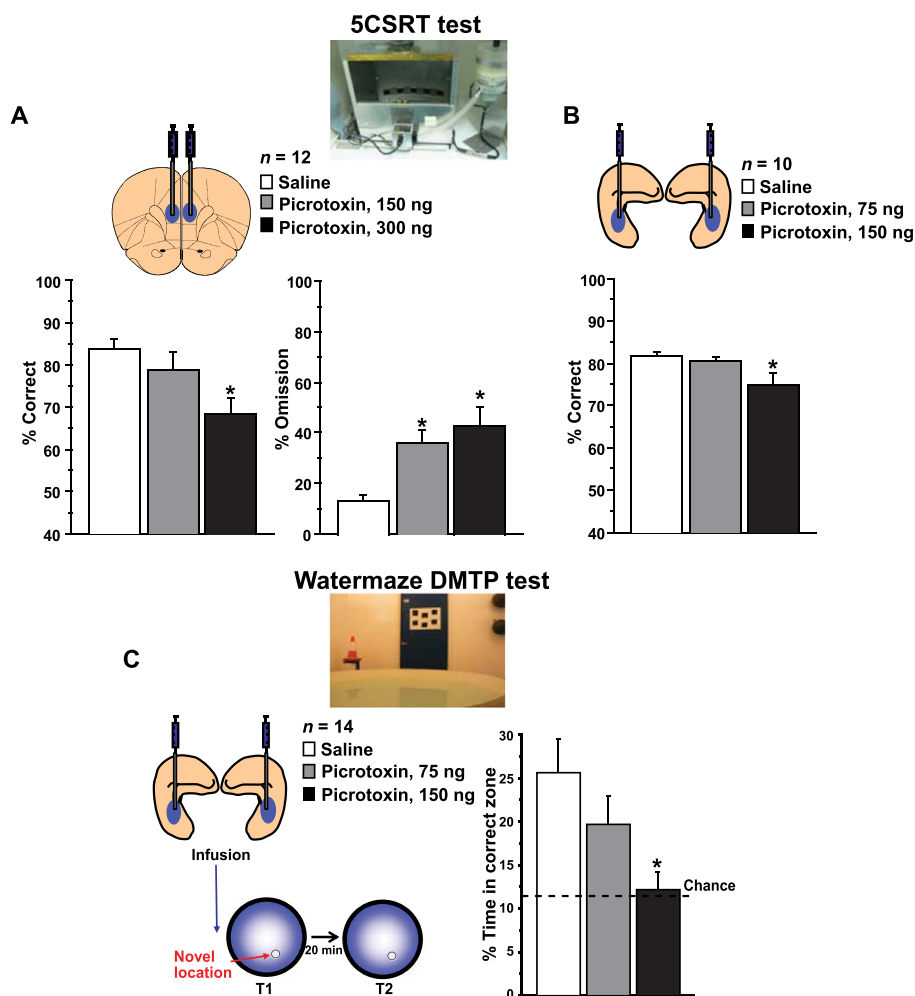 5CSRT test
A
n = 12
Saline
Picrotoxin, 150 ng
Picrotoxin, 300 ng
100
90
80
70
60
50
40
% Correct
*
100
80
60
40
20
0
% Omission
*
*
B
n = 10
Saline
Picrotoxin, 75 ng
Picrotoxin, 150 ng
100
90
80
70
60
50
40
% Correct
*
Watermaze DMTP test
C
n = 14
Saline
Picrotoxin, 75 ng
Picrotoxin, 150 ng
Infusion
Novel
location
20 min
T1
T2
30
25
20
15
10
5
0
% Time in correct zone
*
Chance